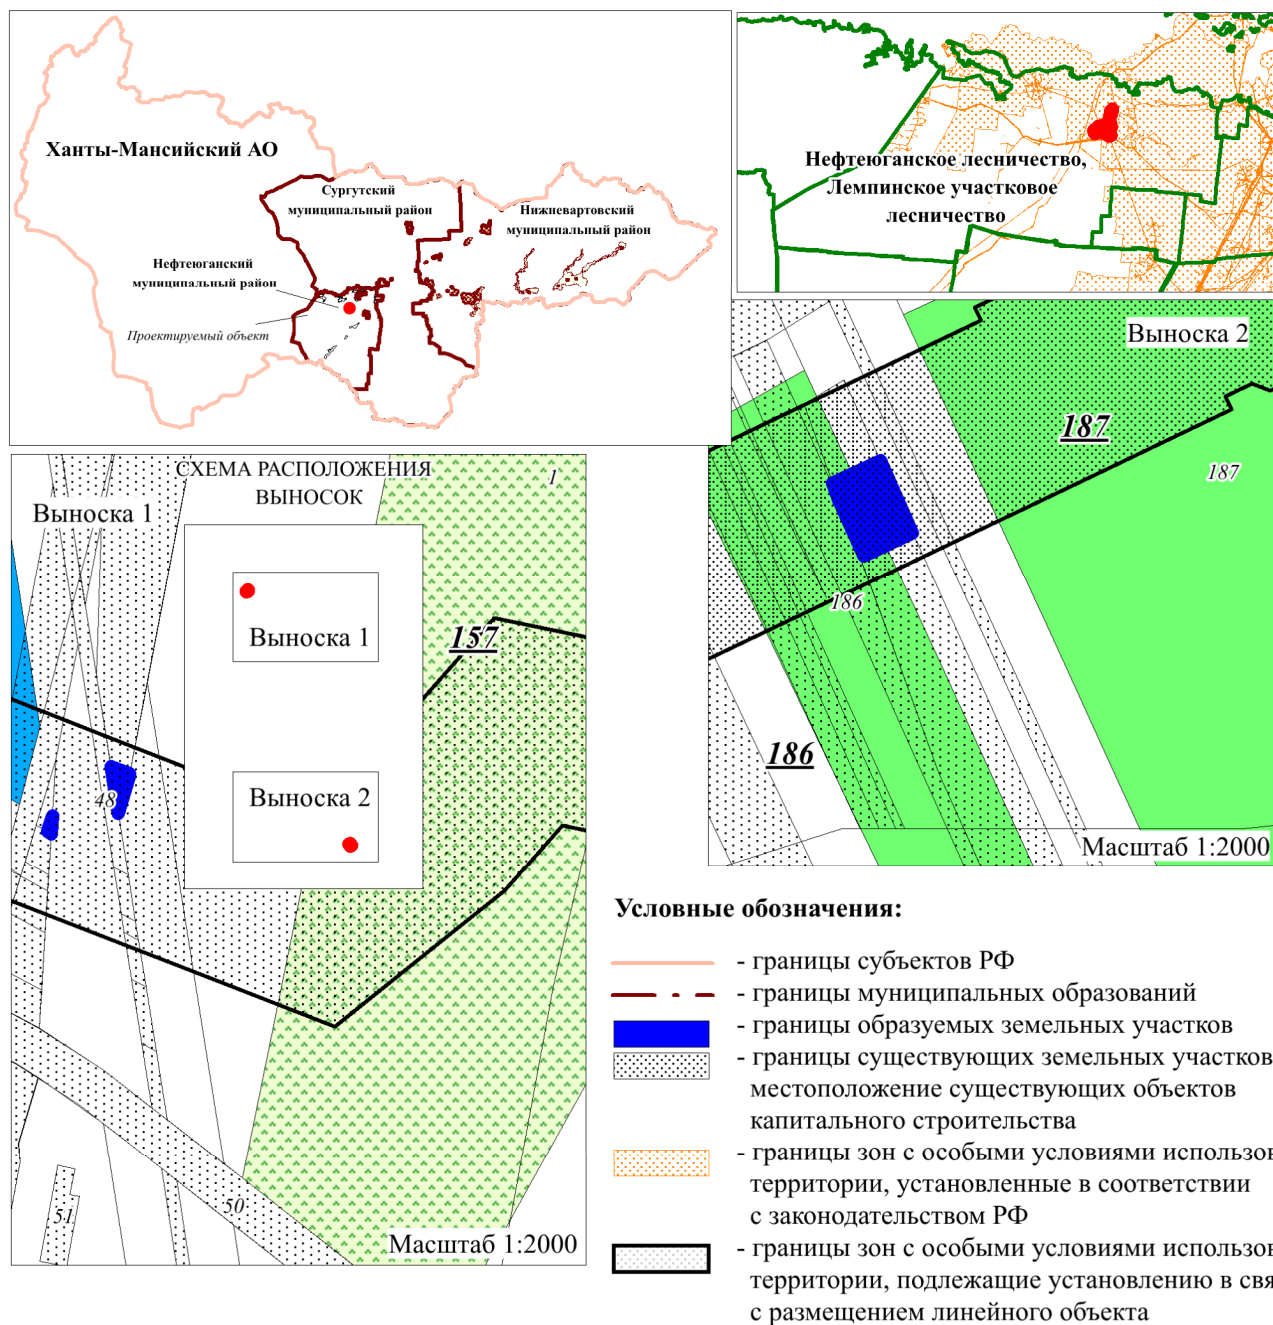 Ханты-Мансийский АО
Сургутский
муниципальный район
Нижневартовский
муниципальный район
Нефтеюганский
муниципальный район
Проектируемый объект
Нефтеюганское лесничество,
Лемпинское участковое
лесничество
Выноска 2
187
187
186
186
Масштаб 1:2000
СХЕМА РАСПОЛОЖЕНИЯ
ВЫНОСОК
Выноска 1
1
Выноска 1
157
Выноска 2
48
50
51
Масштаб 1:2000
Условные обозначения:
- границы субъектов РФ
- границы муниципальных образований
- границы образуемых земельных участков
- границы существующих земельных участков
местоположение существующих объектов
капитального строительства
- границы зон с особыми условиями использов
территории, установленные в соответствии
с законодательством РФ
- границы зон с особыми условиями использов
территории, подлежащие установлению в свя
с размещением линейного объекта